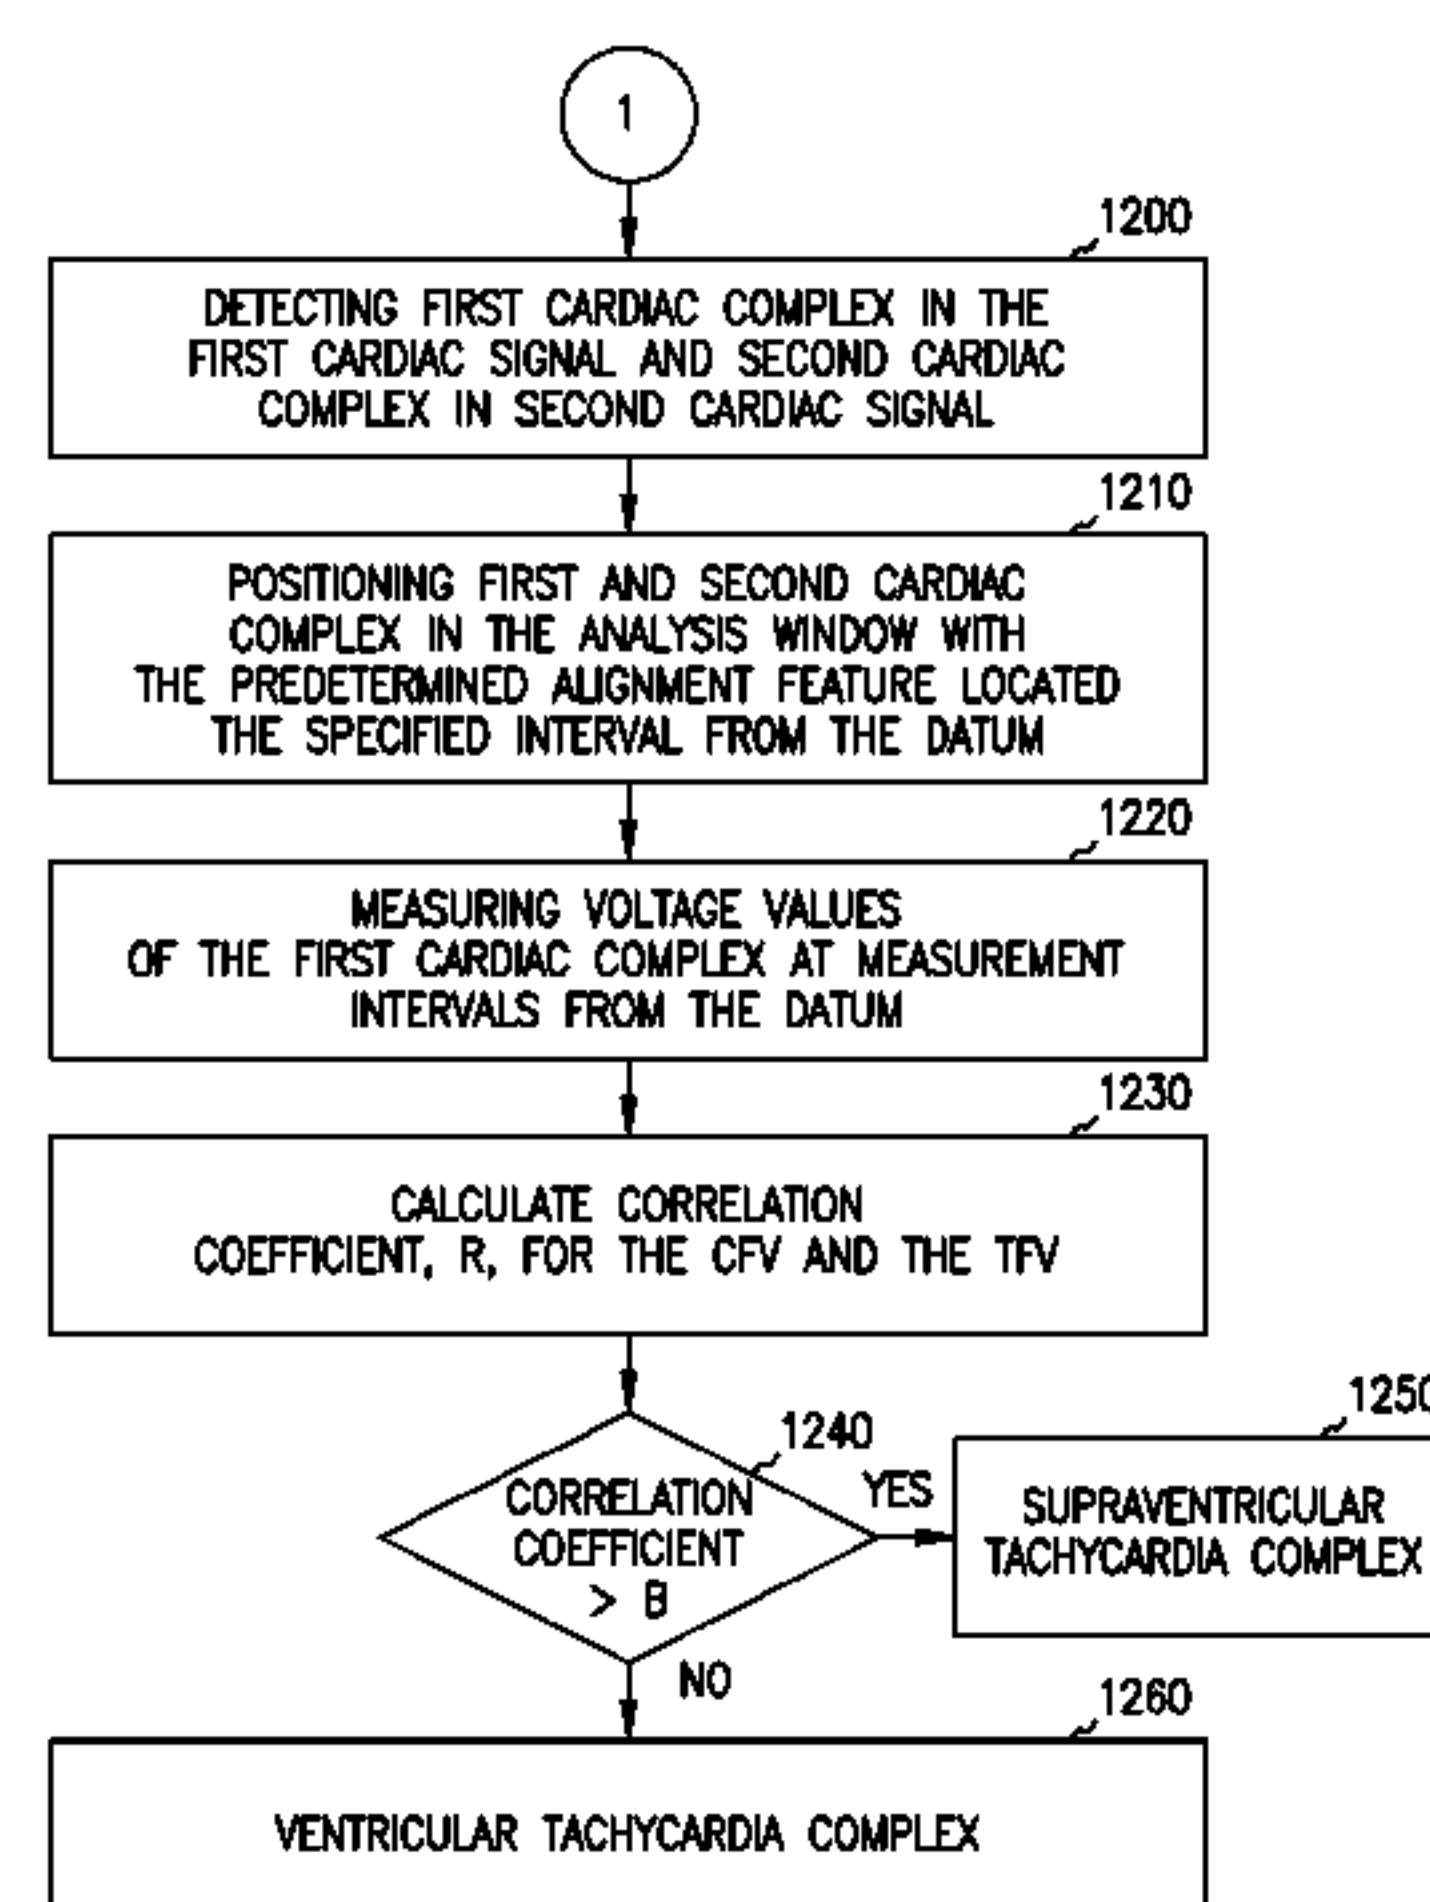 1
1200
DETECTING FIRST CARDIAC COMPLEX IN THE
FIRST CARDIAC SIGNAL AND SECOND CARDIAC
COMPLEX IN SECOND CARDIAC SIGNAL
1210
POSITIONING FIRST AND SECOND CARDIAC
COMPLEX IN THE ANALYSIS WINDOW WITH
THE PREDETERMINED ALIGNMENT FEATURE LOCATED
THE SPECIFIED INTERVAL FROM THE DATUM
1220
MEASURING VOLTAGE VALUES
OF THE FIRST CARDIAC COMPLEX AT MEASUREMENT
INTERVALS FROM THE DATUM
1230
CALCULATE CORRELATION
COEFFICIENT, R, FOR THE CFV AND THE TFV
1240
CORRELATION
COEFFICIENT
> B
YES
1250
SUPRAVENTRICULAR
TACHYCARDIA COMPLEX
NO
1260
VENTRICULAR TACHYCARDIA COMPLEX